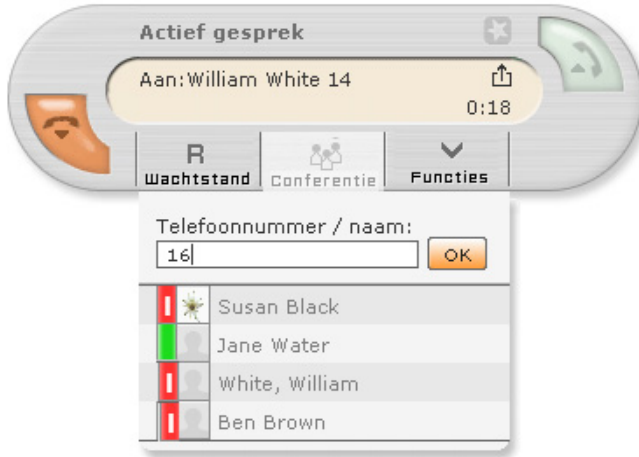 Actief gesprek
Aan:William White 14
0:18
R
Wachtstand Conferentie Functies
Telefoonnummer / naam:
16 OK
Susan Black
Jane Water
White, William
Ben Brown